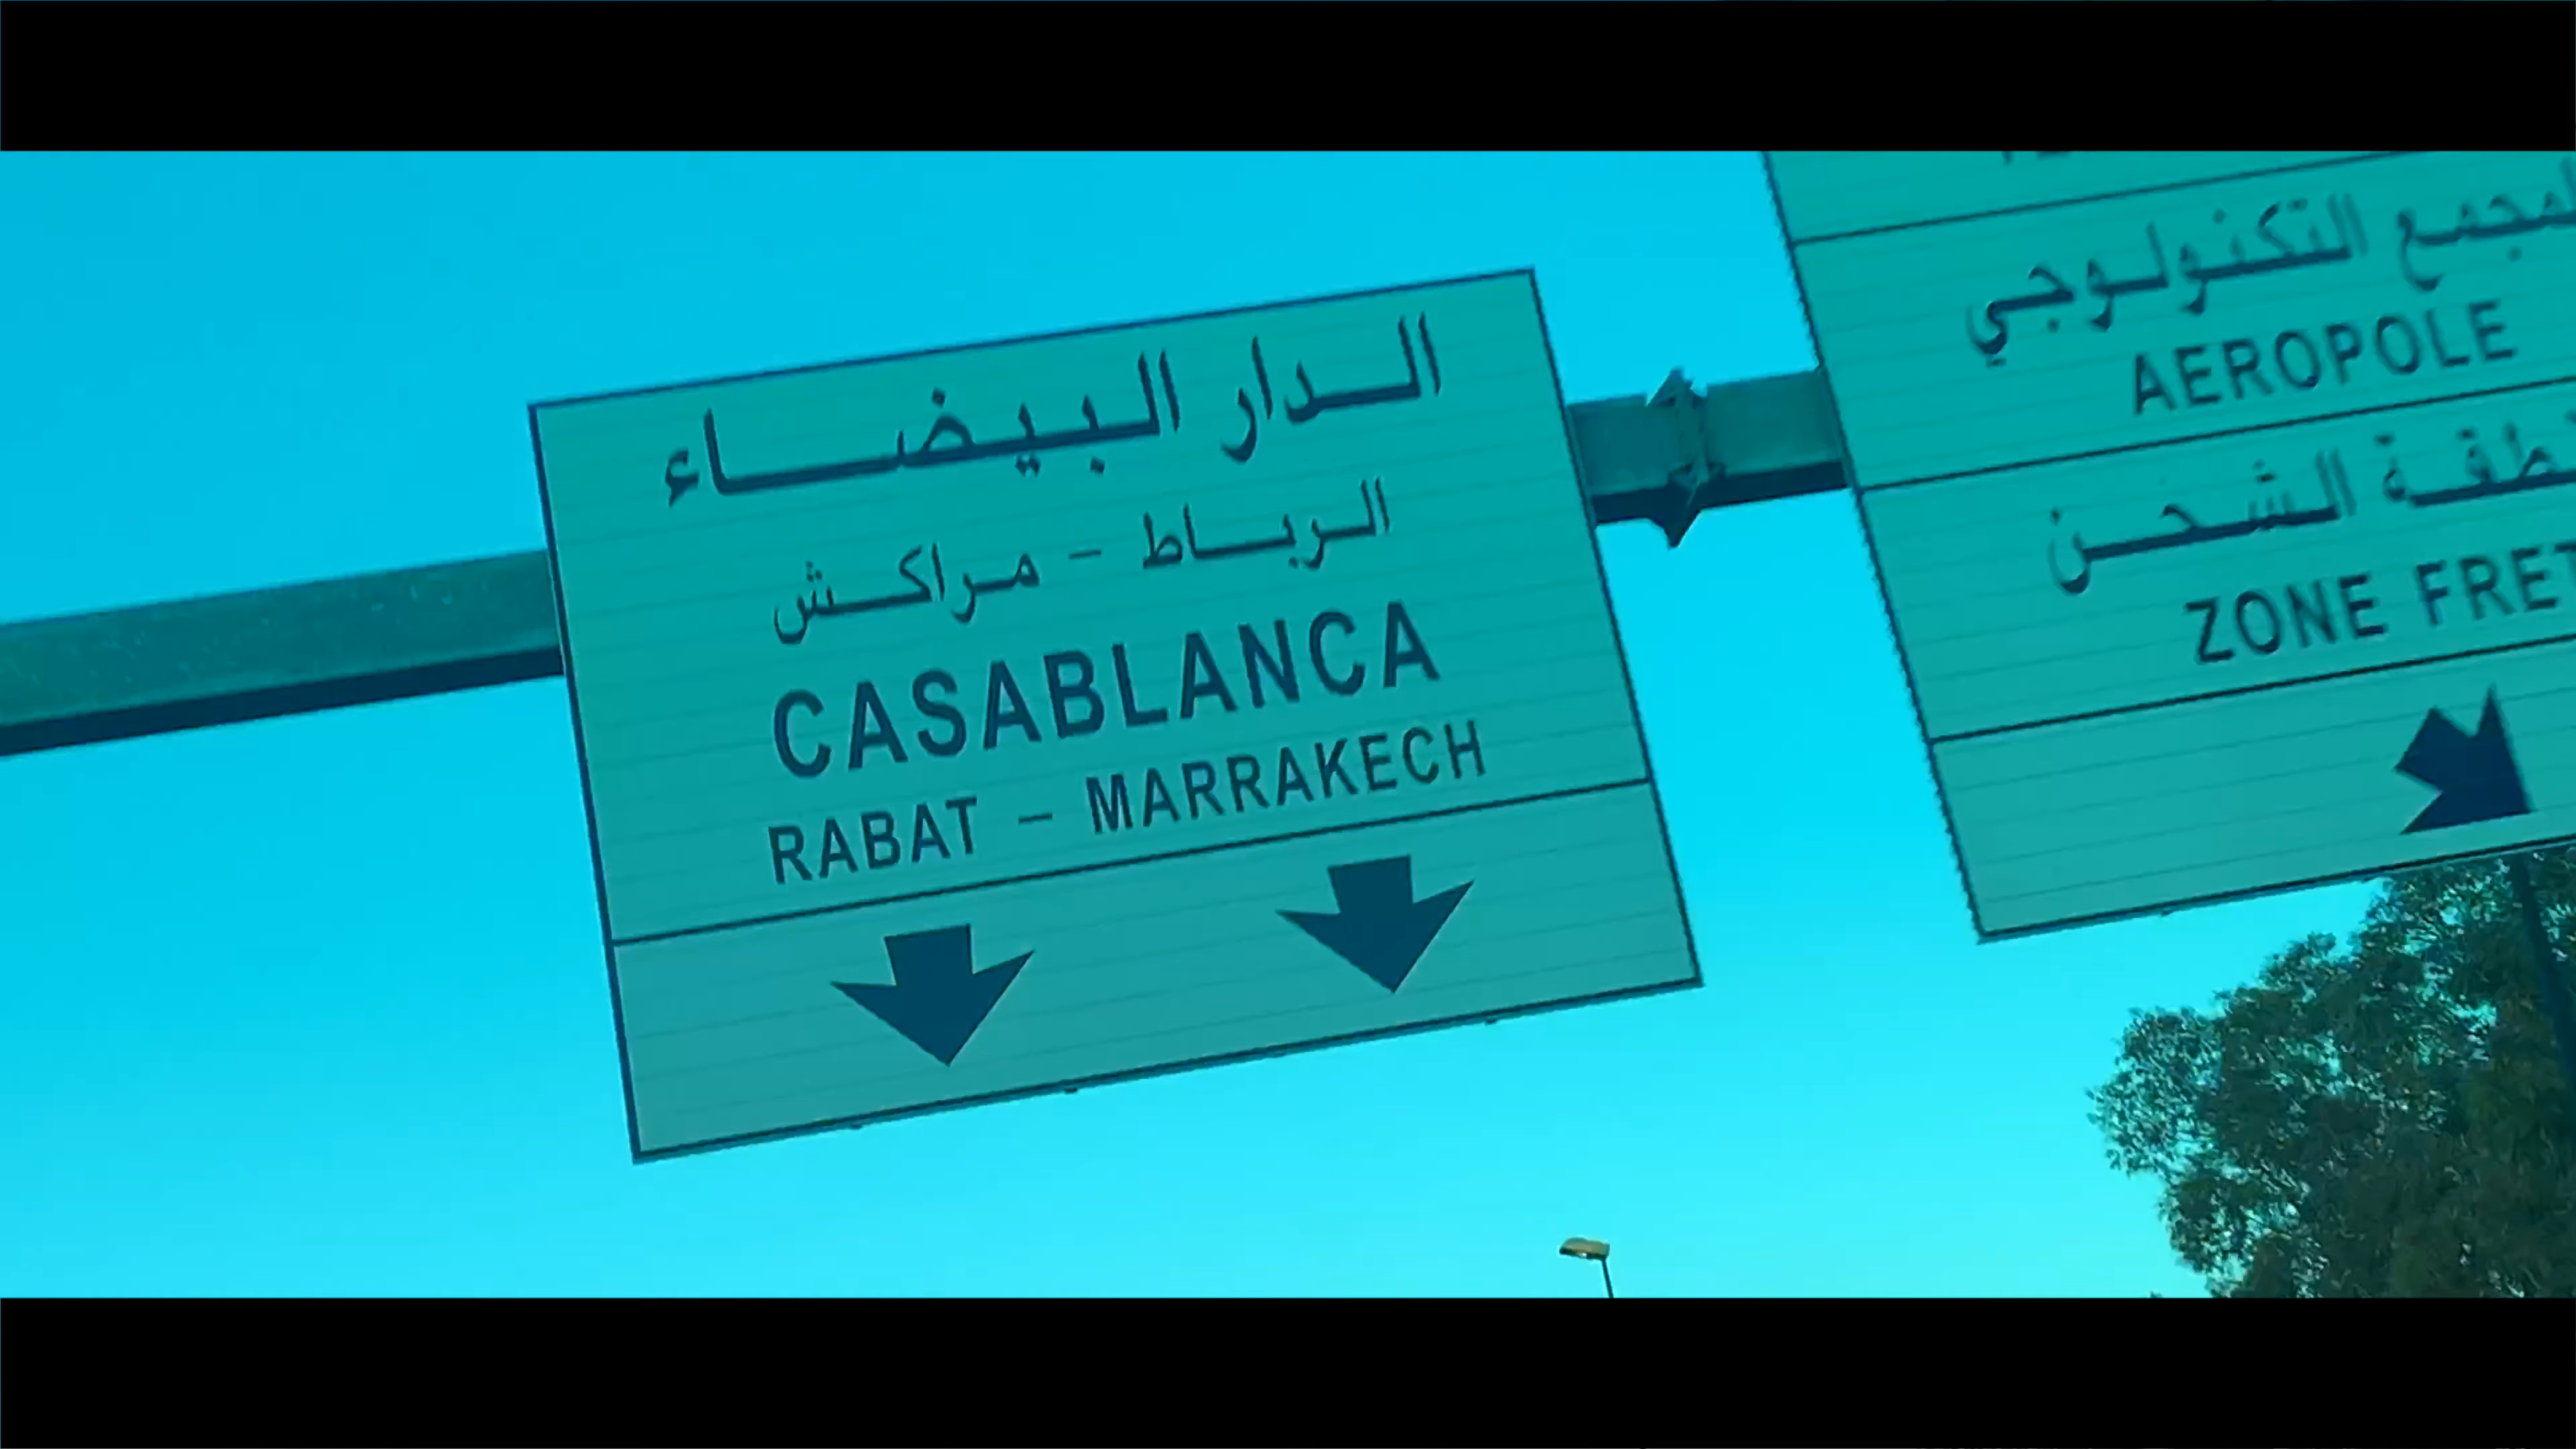 الدار البيضاء
الرباط - مراكش
CASABLANCA
RABAT – MARRAKECH
التكنولوجي
AEROPOLE
الشحن
ZONE FRET